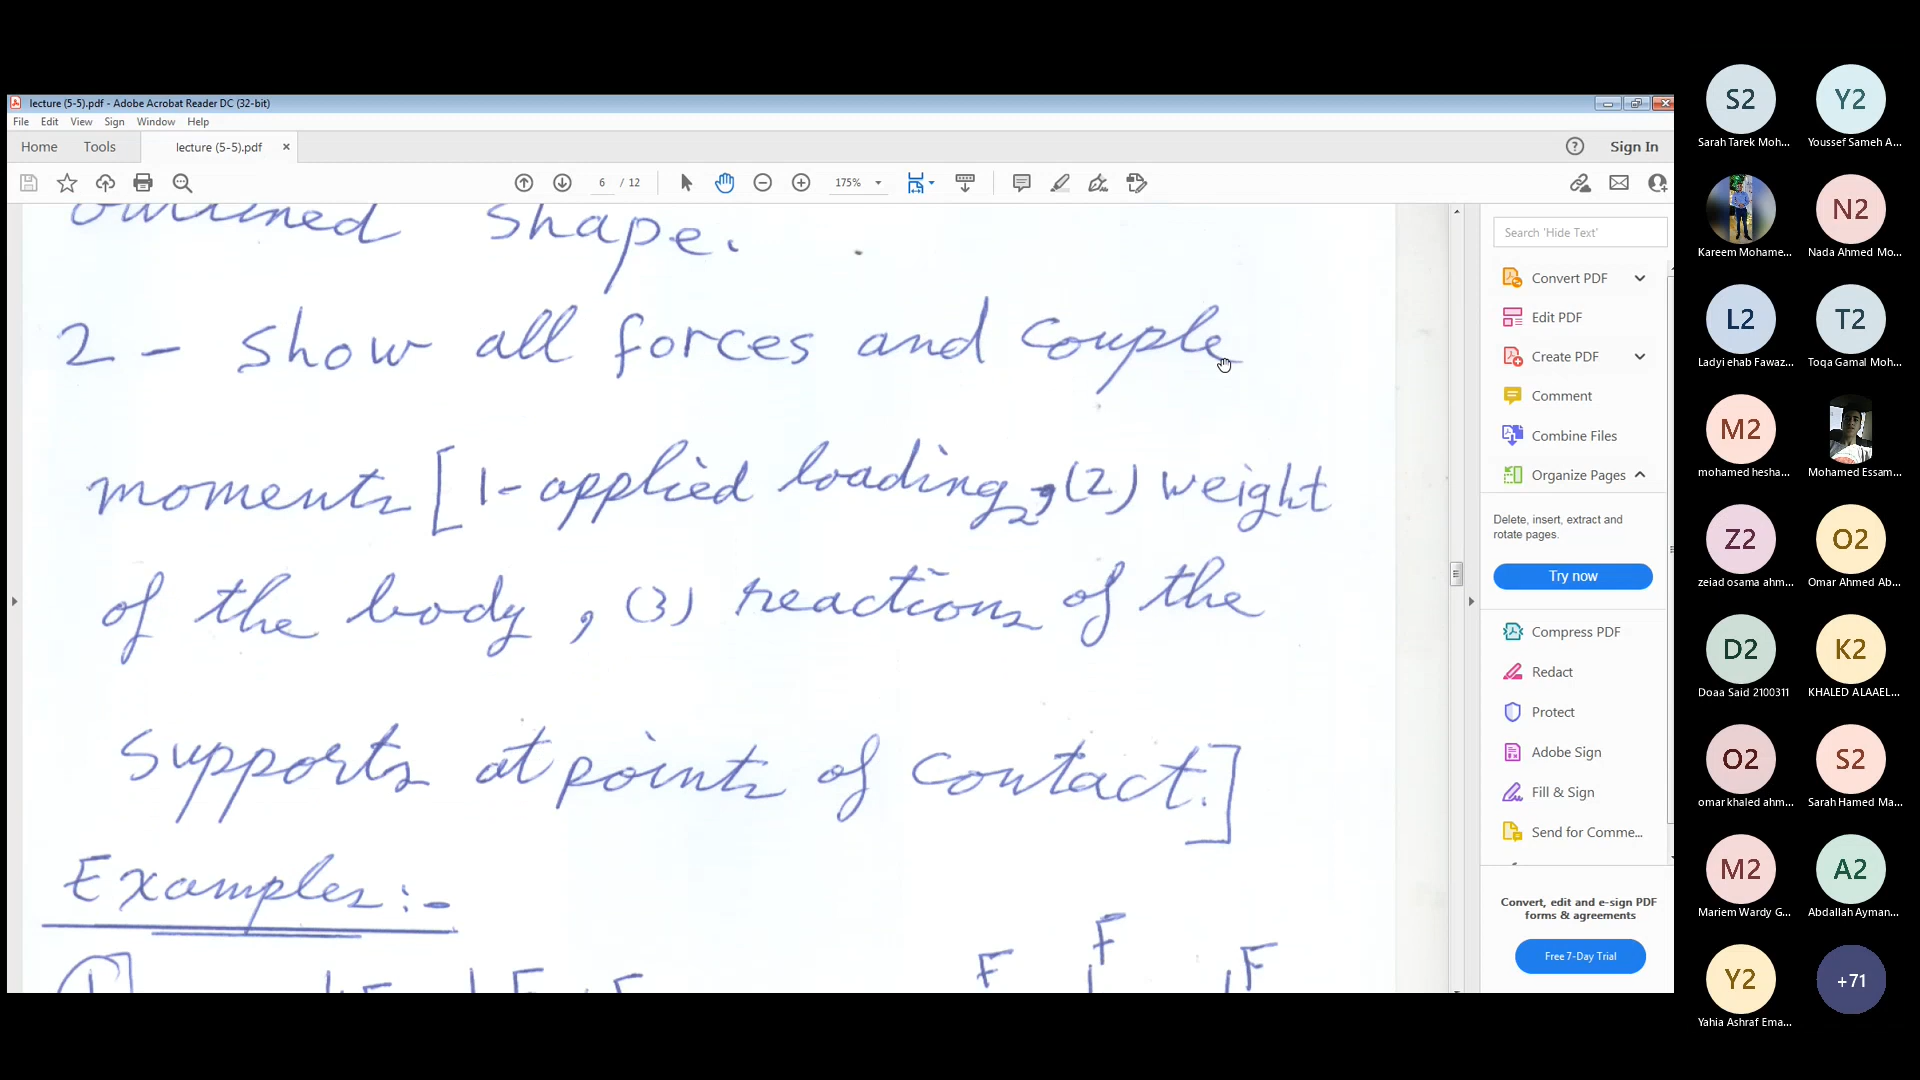 lecture (5-5).pdf - Adobe Acrobat Reader DC (32-bit)
File Edit View Sign Window Help
Home Tools lecture (5-5).pdf × Sign In
6 / 12 175%
outlined shape.
2 - show all forces and couple
moments [1- applied loadings, (2) weight
of the body, (3) reactions of the
supports at points of contact.]
Examples:-
1 F F F F F F
Search 'Hide Text'
Convert PDF
Edit PDF
Create PDF
Comment
Combine Files
Organize Pages
Delete, insert, extract and
rotate pages.
Try now
Compress PDF
Redact
Protect
Adobe Sign
Fill & Sign
Send for Comme...
Convert, edit and e-sign PDF
forms & agreements
Free 7-Day Trial
S2 Y2
Sarah Tarek Moh... Youssef Sameh A...
N2
Kareem Mohame... Nada Ahmed Mo...
L2 T2
Ladyi ehab Fawaz... Toqa Gamal Moh...
M2
mohamed hesha... Mohamed Essam...
Z2 O2
zeiad osama ahm... Omar Ahmed Ab...
D2 K2
Doaa Said 2100311 KHALED ALAAEL...
O2 S2
omar khaled ahm... Sarah Hamed Ma...
M2 A2
Mariem Wardy G... Abdallah Ayman...
Y2 +71
Yahia Ashraf Ema...